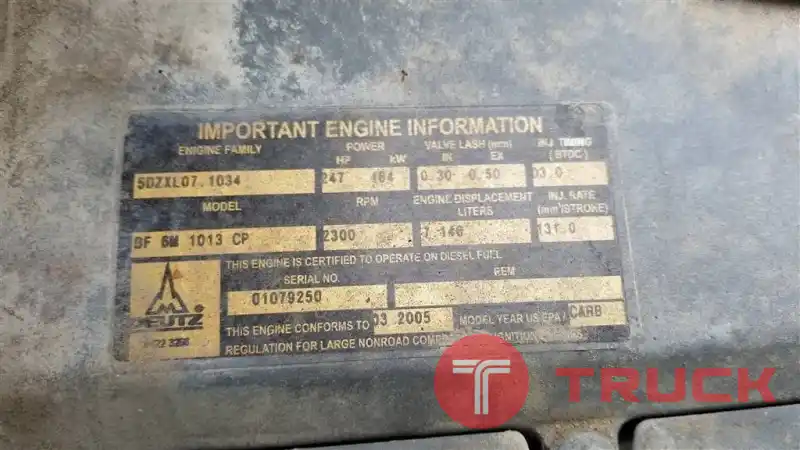 IMPORTANT ENGINE INFORMATION
ENIGINE FAMILY POWER VALVE LASH (mm) INJ. TIMING
HP kW IN EX (BTDC)
5DZXL07.1034 247 184 0.30 0.50 03.0
MODEL RPM ENGINE DISPLACEMENT INJ. RATE
LITERS (mm³/STROKE)
BF 6M 1013 CP 2300 7.146 131.0
THIS ENGINE IS CERTIFIED TO OPERATE ON DIESEL FUEL
SERIAL NO. REM
01079250
DEUTZ
THIS ENGINE CONFORMS TO 03 2005 MODEL YEAR US EPA / CARB
REGULATION FOR LARGE NONROAD IGNITION
T TRUCK